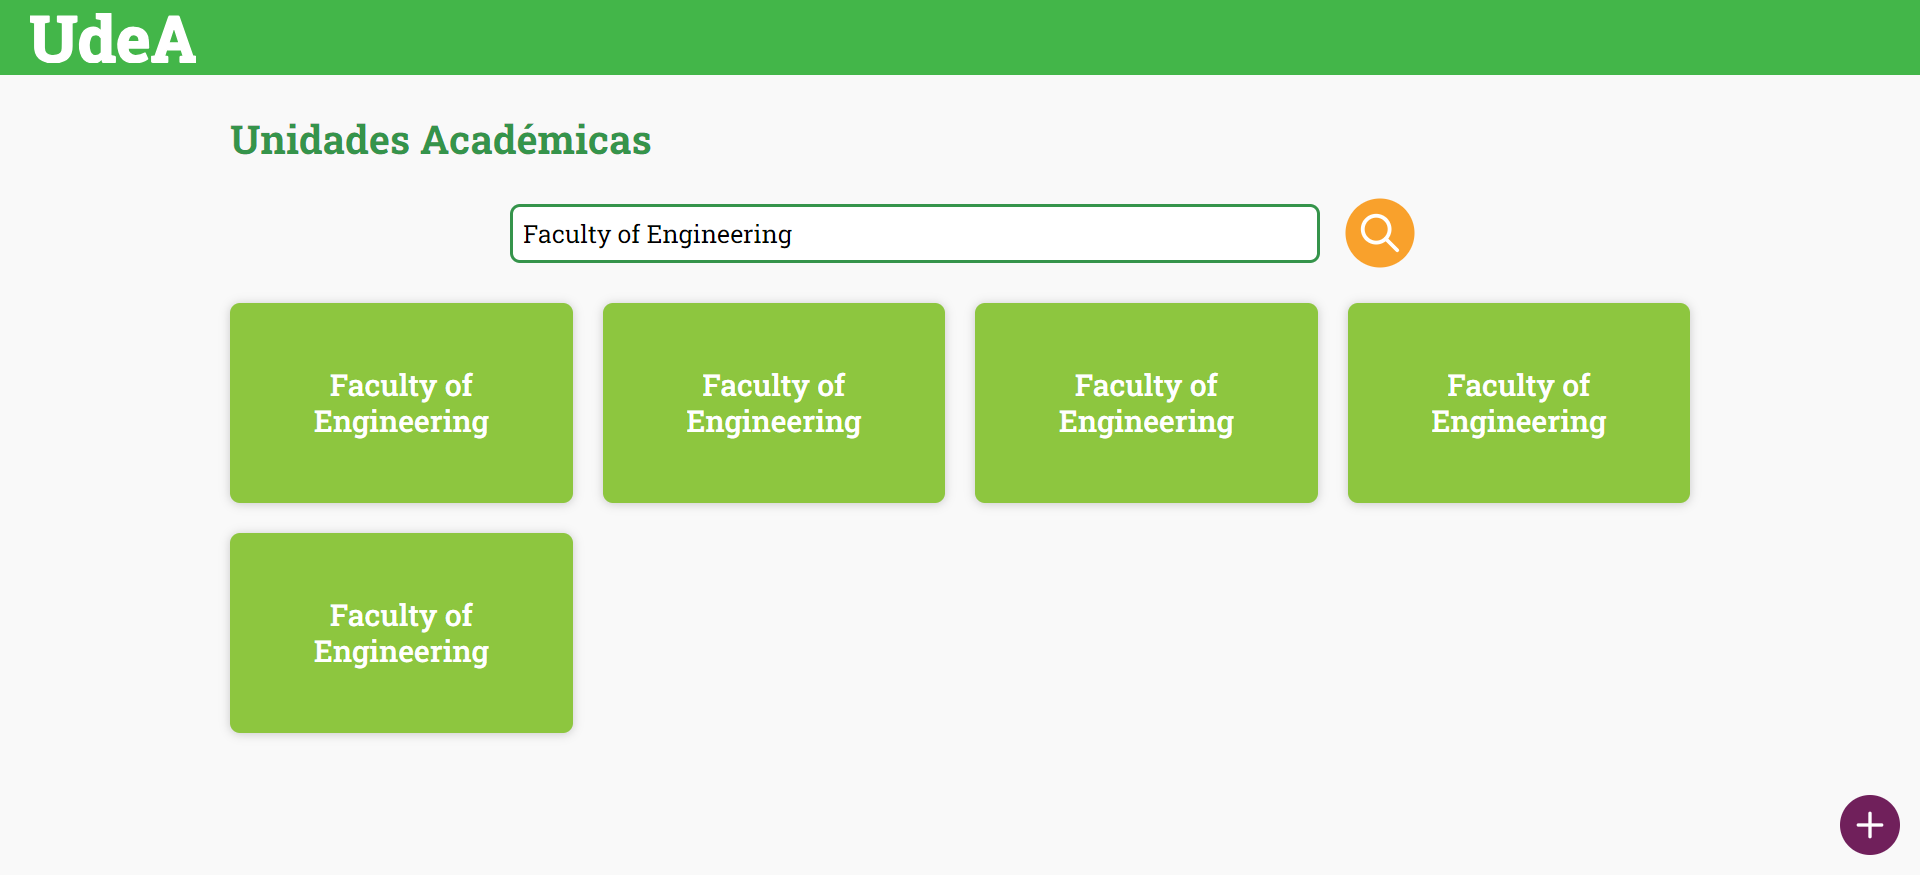 UdeA
Unidades Académicas
Faculty of Engineering
Faculty of
Engineering
Faculty of
Engineering
Faculty of
Engineering
Faculty of
Engineering
Faculty of
Engineering